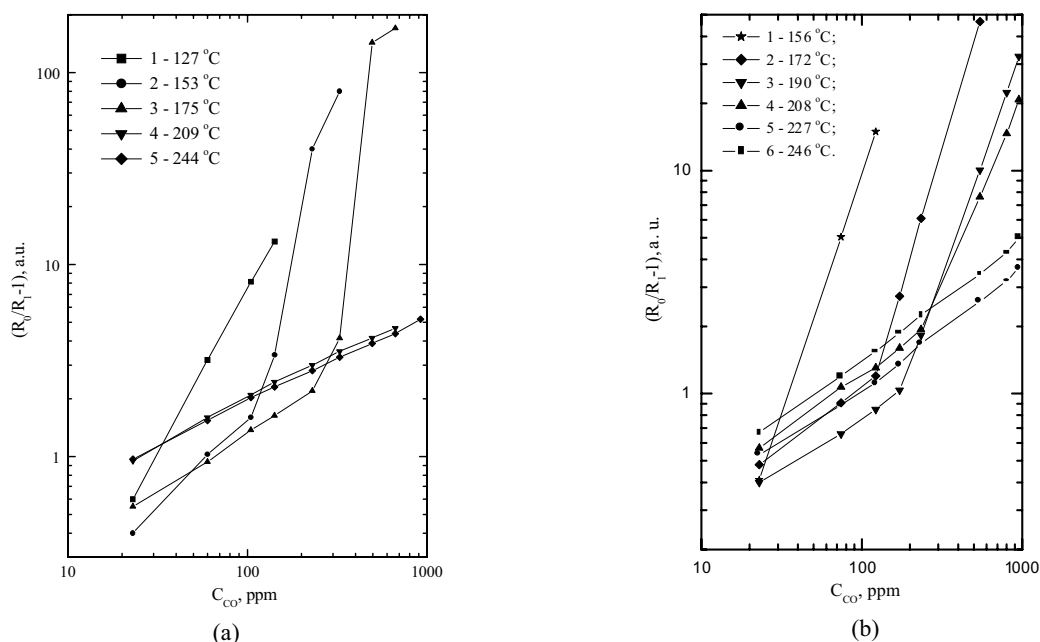 100
10
1
10
100
1000
(R₀/R₁-1), a.u.
C_CO, ppm
1 - 127 °C
2 - 153 °C
3 - 175 °C
4 - 209 °C
5 - 244 °C
(a)
10
1
10
100
1000
(R₀/R₁-1), a. u.
C_CO, ppm
1 - 156 °C;
2 - 172 °C;
3 - 190 °C;
4 - 208 °C;
5 - 227 °C;
6 - 246 °C.
(b)